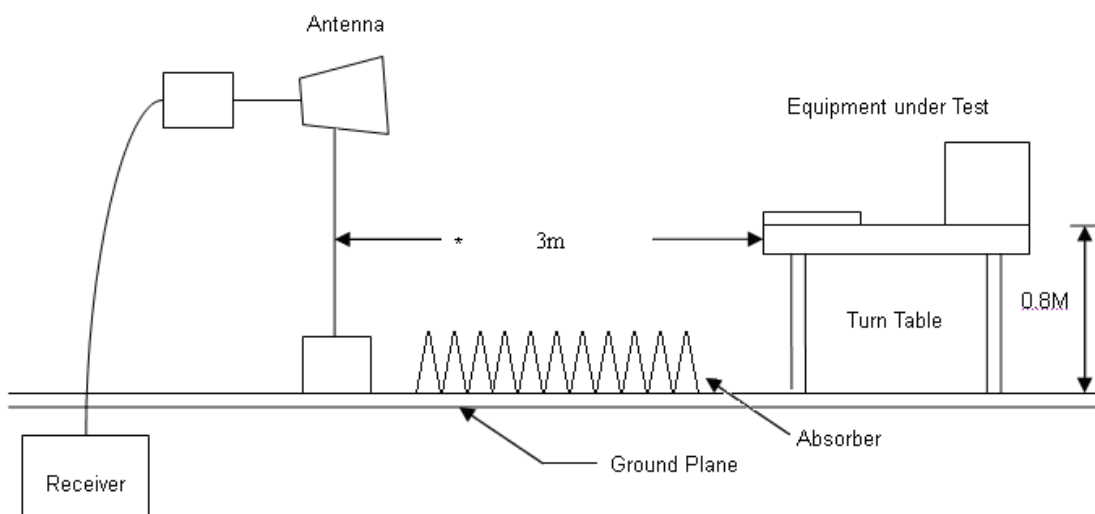 Antenna
Equipment under Test
* 3m
0.8M
Turn Table
Absorber
Ground Plane
Receiver